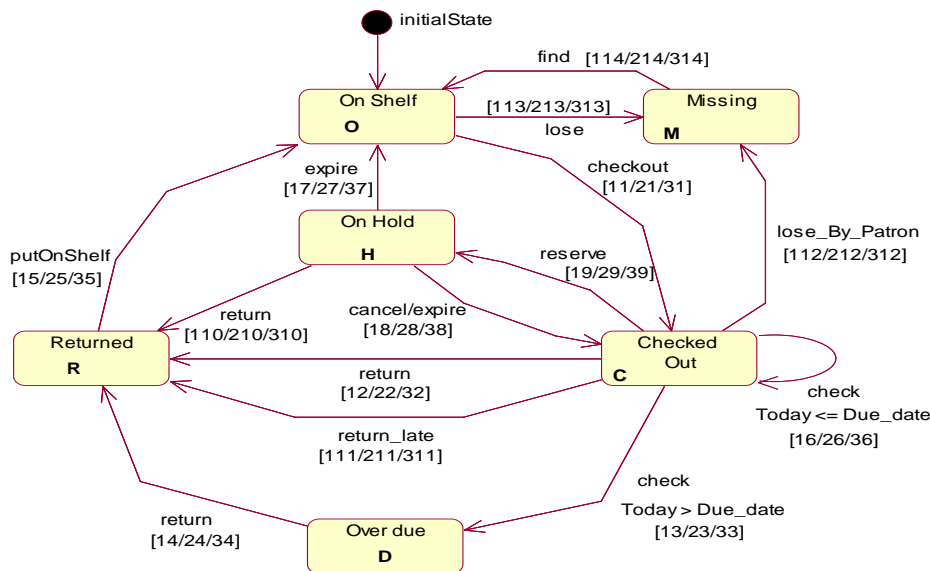 initialState
find [114/214/314]
On Shelf
O
[113/213/313]
lose
Missing
M
expire
[17/27/37]
checkout
[11/21/31]
On Hold
H
putOnShelf
[15/25/35]
reserve
[19/29/39]
lose_By_Patron
[112/212/312]
return
[110/210/310]
cancel/expire
[18/28/38]
Returned
R
Checked
Out
C
return
[12/22/32]
check
Today <= Due_date
[16/26/36]
return_late
[111/211/311]
check
Today > Due_date
[13/23/33]
return
[14/24/34]
Over due
D